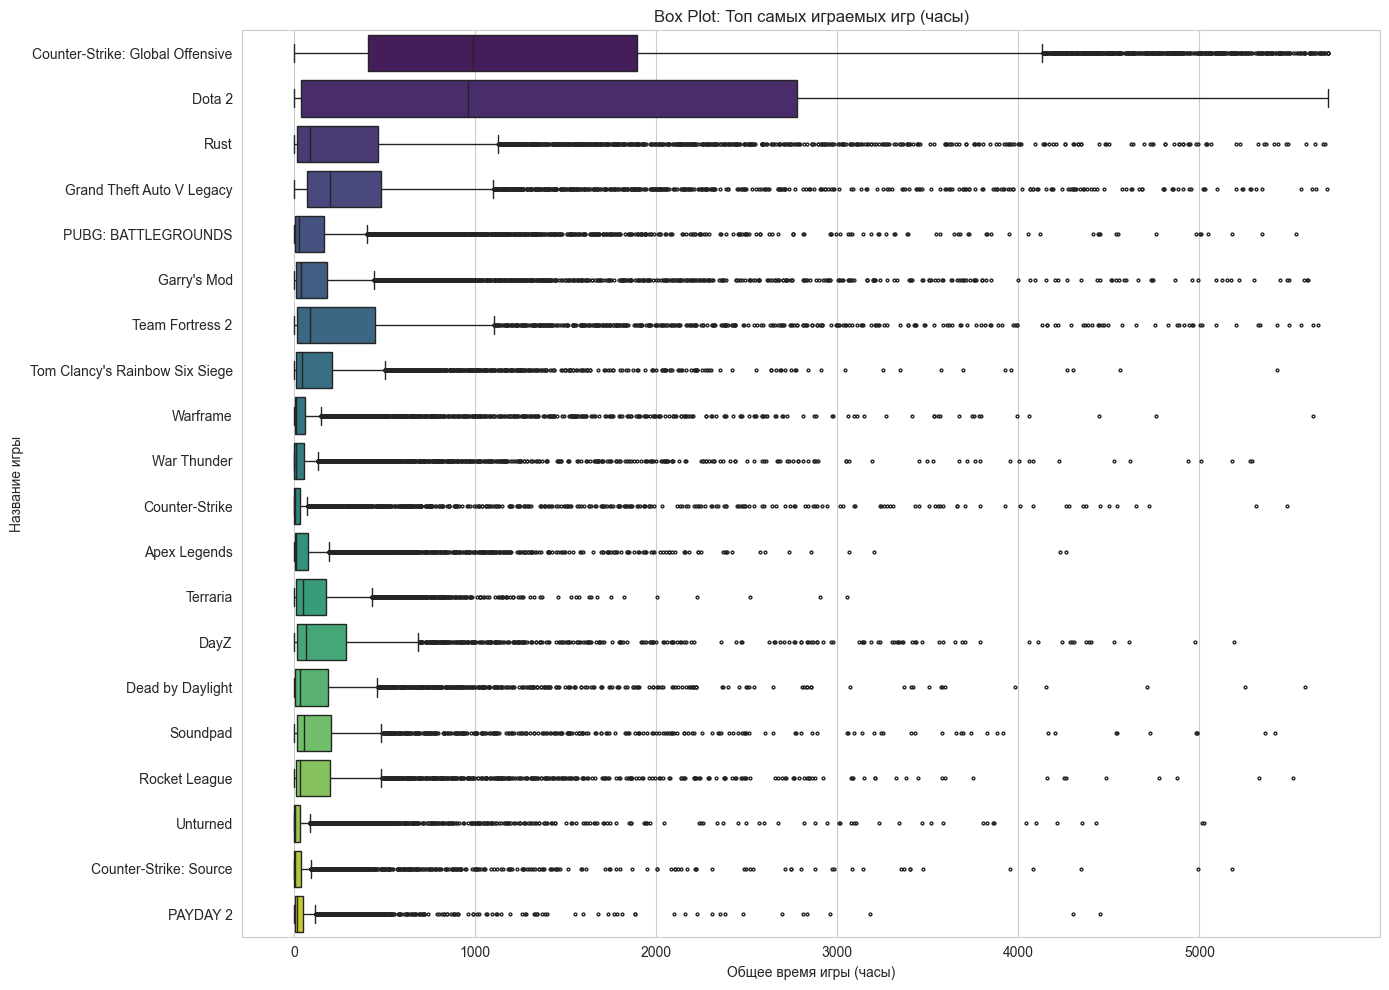 Box Plot: Топ самых играемых игр (часы)
Название игры
Counter-Strike: Global Offensive
Dota 2
Rust
Grand Theft Auto V Legacy
PUBG: BATTLEGROUNDS
Garry's Mod
Team Fortress 2
Tom Clancy's Rainbow Six Siege
Warframe
War Thunder
Counter-Strike
Apex Legends
Terraria
DayZ
Dead by Daylight
Soundpad
Rocket League
Unturned
Counter-Strike: Source
PAYDAY 2
0 1000 2000 3000 4000 5000
Общее время игры (часы)